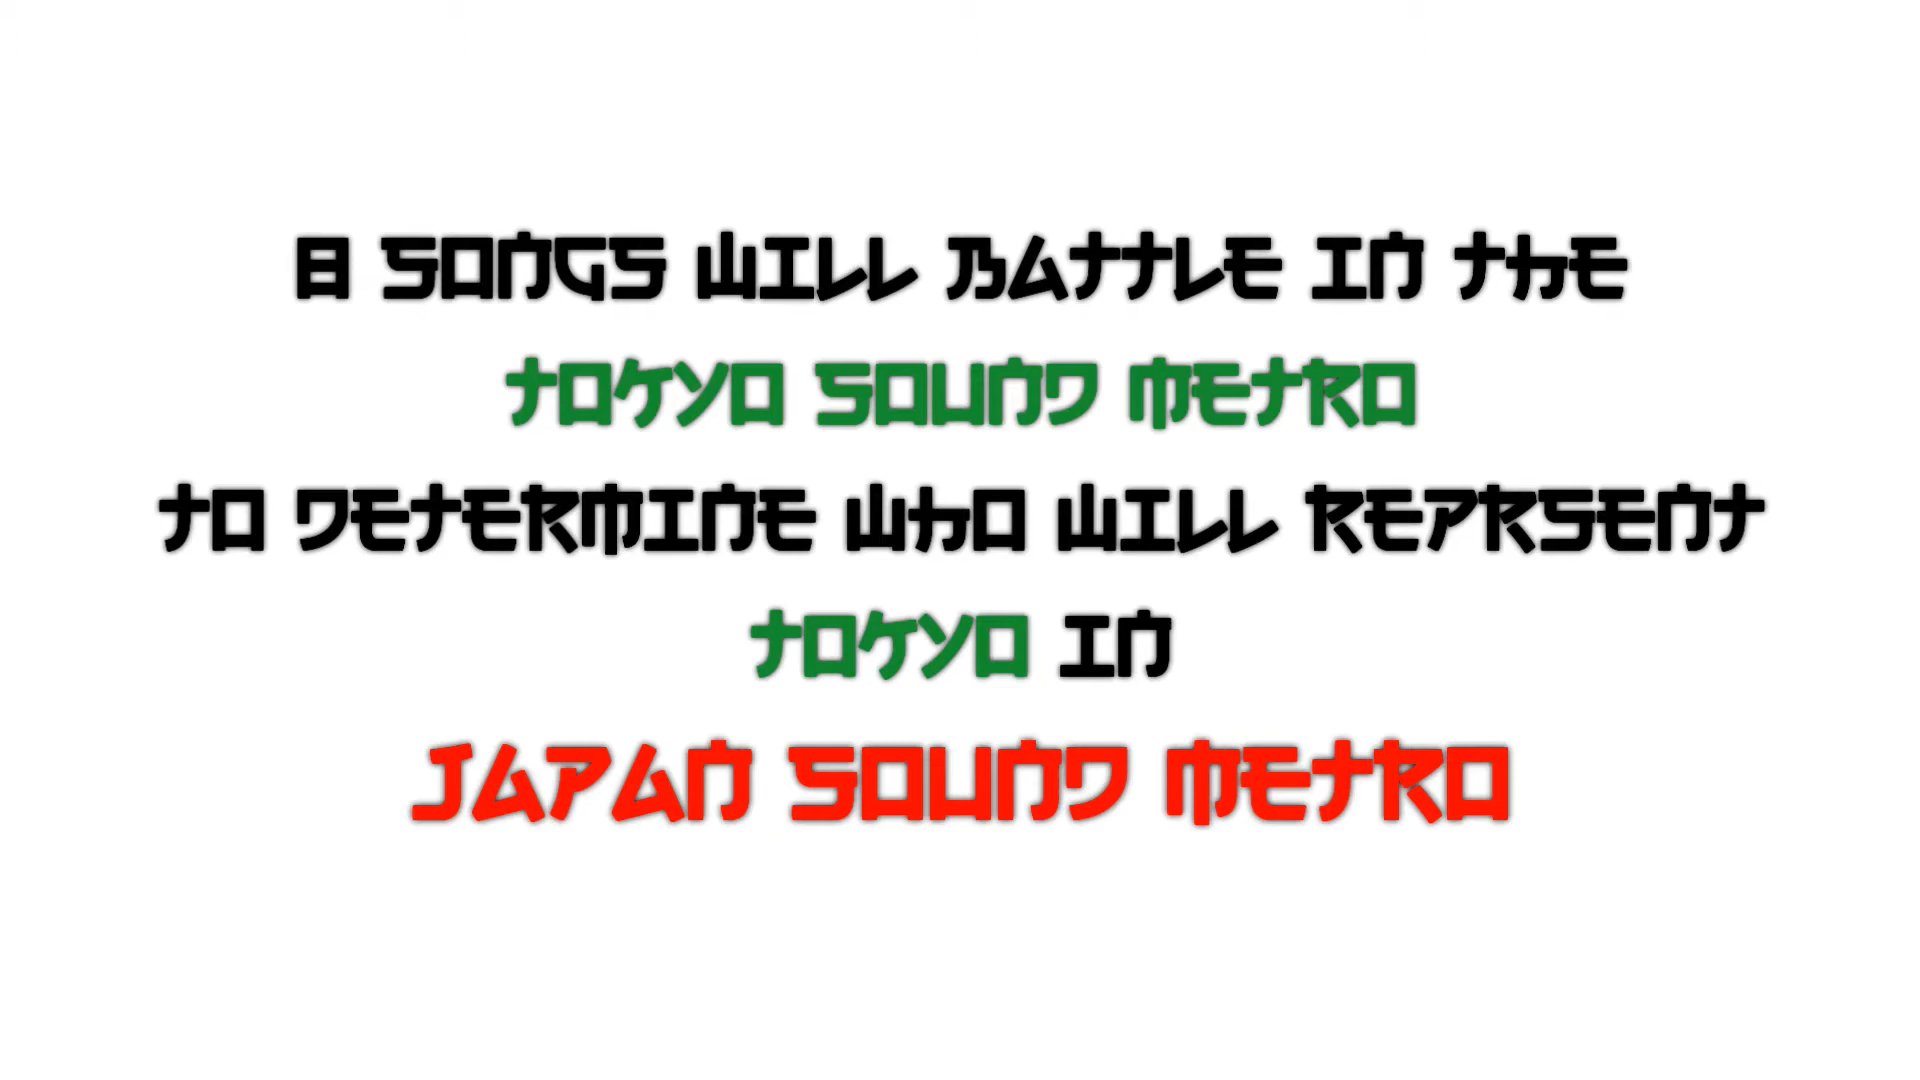 8 SONGS WILL BATTLE IN THE
TOKYO SOUND METRO
TO DETERMINE WHO WILL REPRSENT
TOKYO IN
JAPAN SOUND METRO